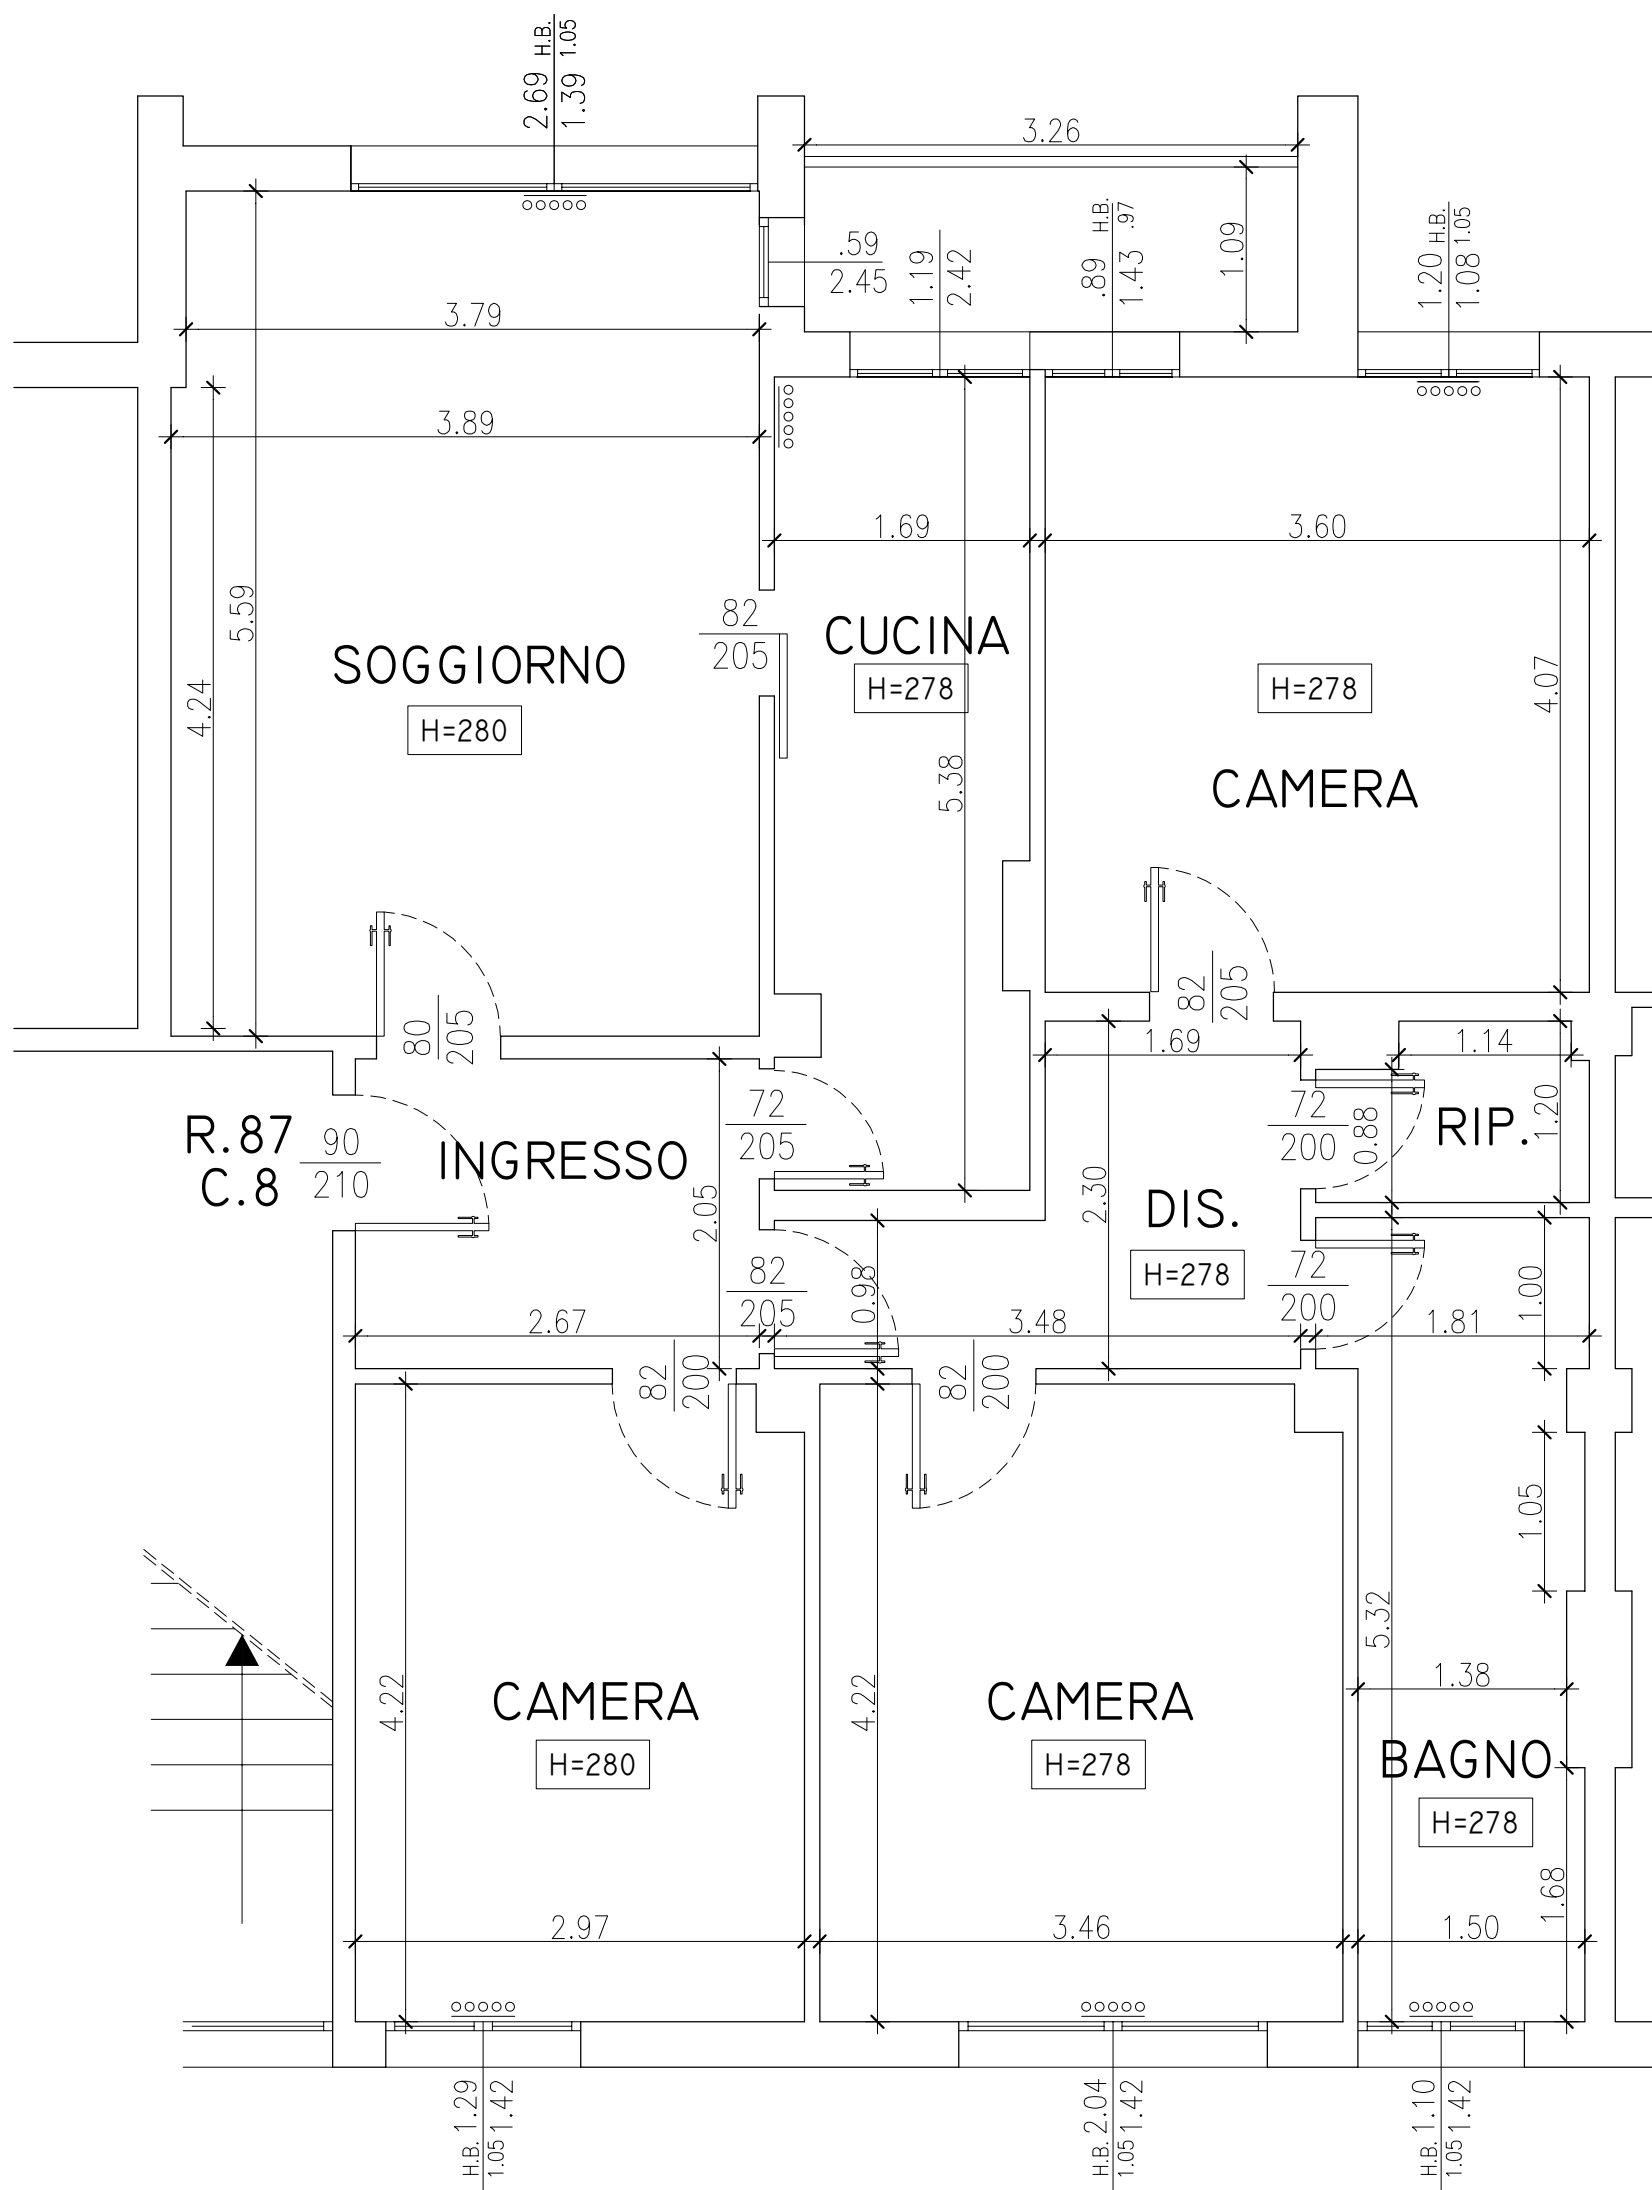 2.69 H.B.
1.39 1.05
3.26
1.09
.59
2.45
1.19
2.42
.89 H.B.
1.43 .97
1.20 H.B.
1.08 1.05
3.79
3.89
1.69
3.60
5.59
4.24
SOGGIORNO
H=280
82
205
CUCINA
H=278
5.38
H=278
CAMERA
4.07
80
205
82
205
1.69
1.14
R.87
C.8
90
210
INGRESSO
2.05
72
205
2.30
DIS.
H=278
72
200
0.88
RIP.
1.20
82
205
0.98
72
200
1.00
2.67
3.48
1.81
82
200
82
200
1.05
5.32
4.22
CAMERA
H=280
4.22
CAMERA
H=278
1.38
BAGNO
H=278
1.68
2.97
3.46
1.50
H.B. 1.29
1.05 1.42
H.B. 2.04
1.05 1.42
H.B. 1.10
1.05 1.42